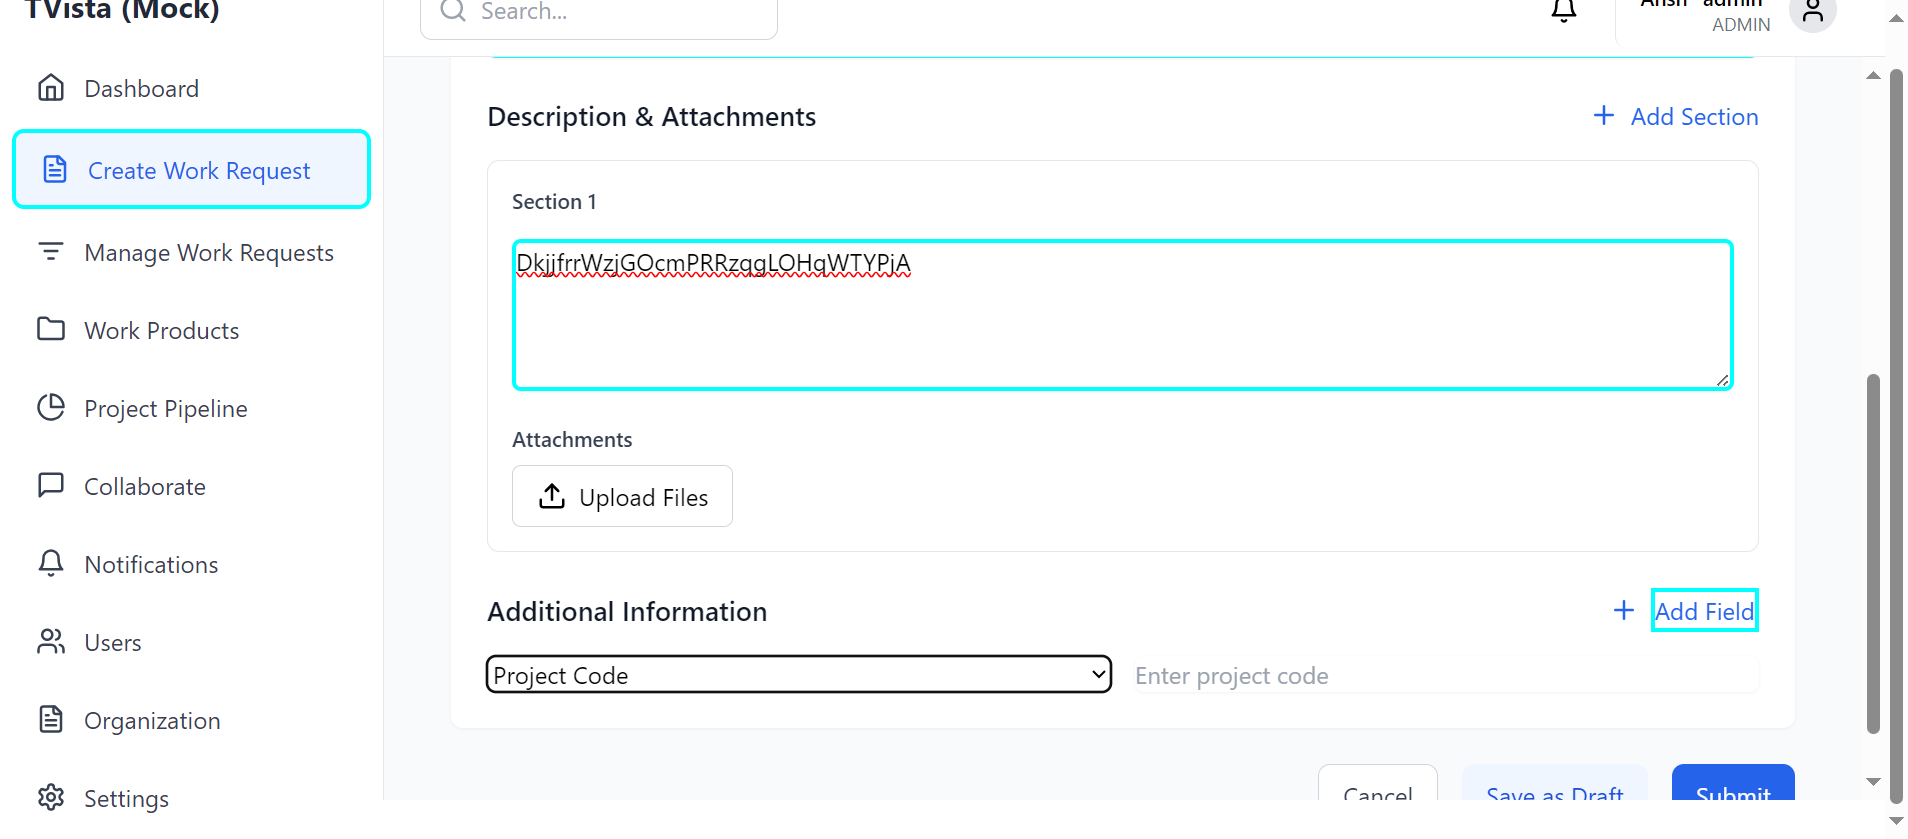 TVista (Mock)
Search...
Arish admin
ADMIN
Dashboard
Create Work Request
Manage Work Requests
Work Products
Project Pipeline
Collaborate
Notifications
Users
Organization
Settings
Description & Attachments
Add Section
Section 1
DkjjfrrWzjGOcmPRRzqgLOHqWTYPjA
Attachments
Upload Files
Additional Information
Add Field
Project Code
Enter project code
Cancel
Save as Draft
Submit